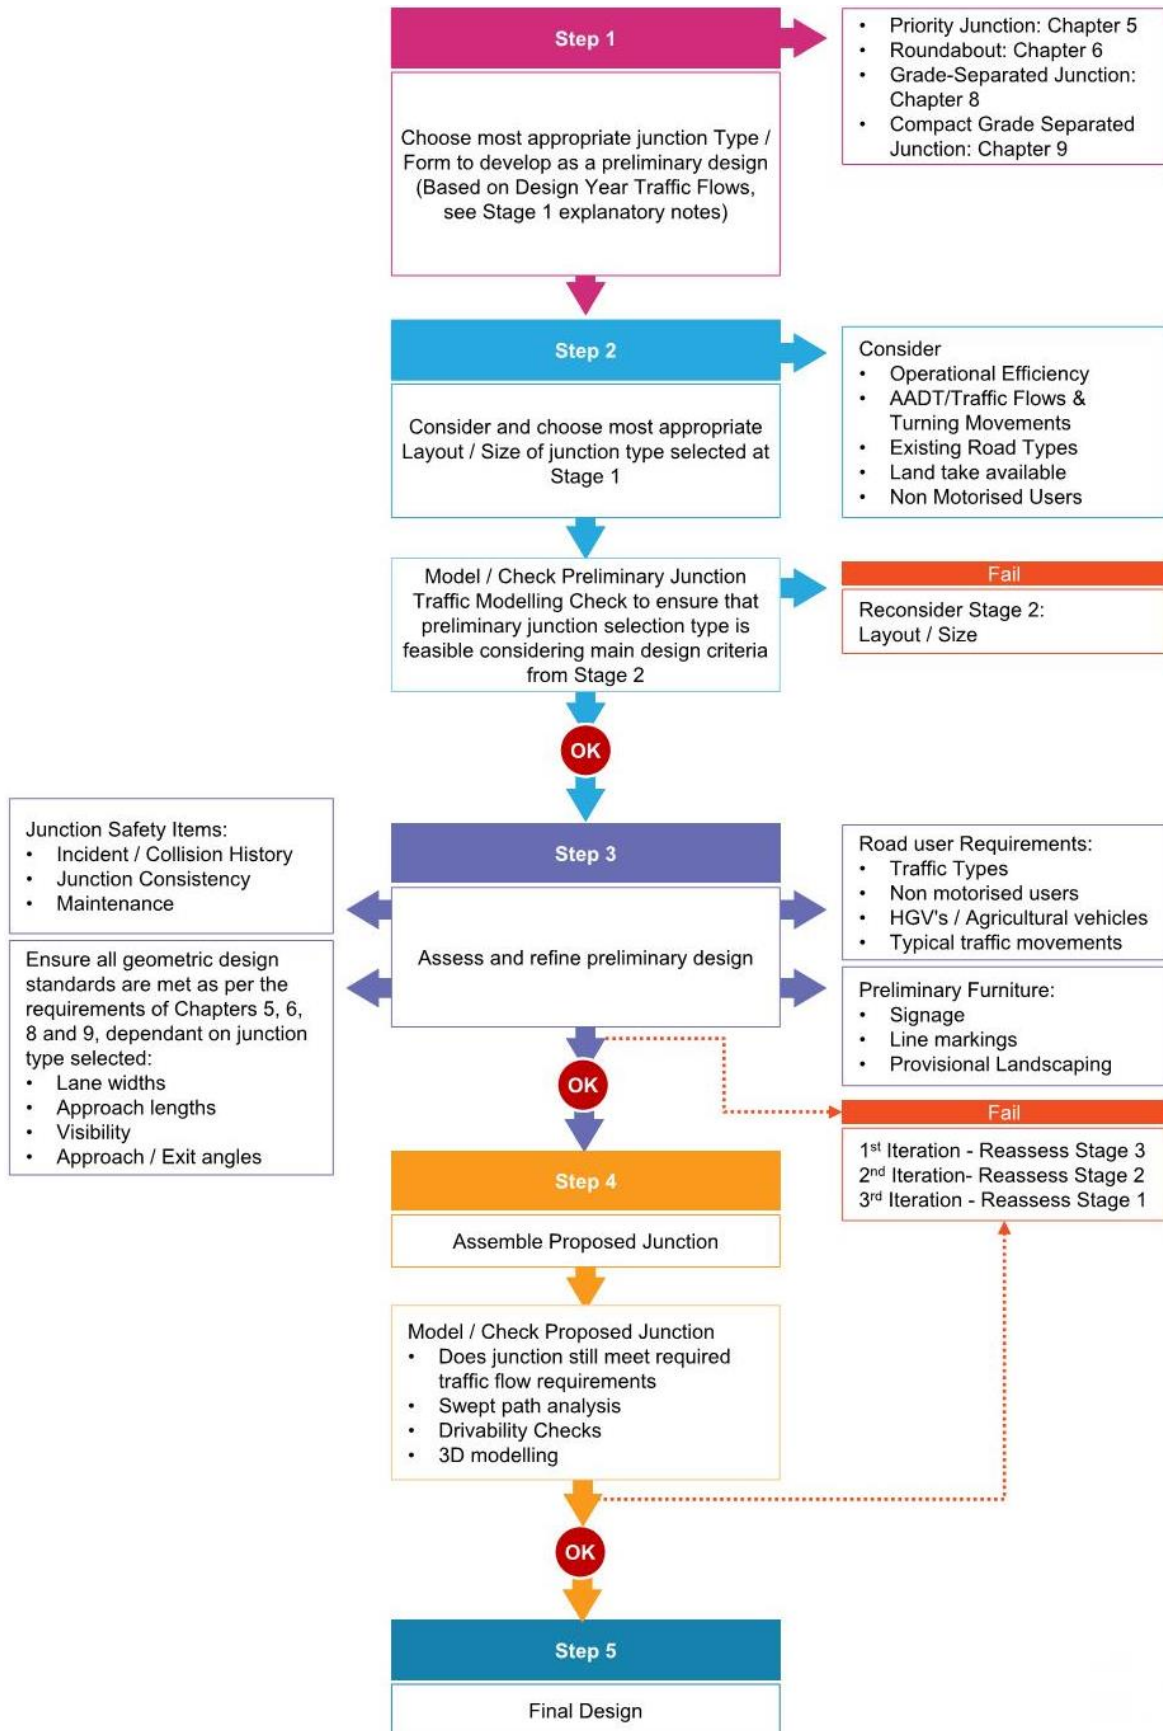 Step 1
• Priority Junction: Chapter 5
• Roundabout: Chapter 6
• Grade-Separated Junction:
Chapter 8
• Compact Grade Separated
Junction: Chapter 9
Choose most appropriate junction Type /
Form to develop as a preliminary design
(Based on Design Year Traffic Flows,
see Stage 1 explanatory notes)
Step 2
Consider
• Operational Efficiency
• AADT/Traffic Flows &
Turning Movements
• Existing Road Types
• Land take available
• Non Motorised Users
Consider and choose most appropriate
Layout / Size of junction type selected at
Stage 1
Model / Check Preliminary Junction
Traffic Modelling Check to ensure that
preliminary junction selection type is
feasible considering main design criteria
from Stage 2
Fail
Reconsider Stage 2:
Layout / Size
OK
Junction Safety Items:
• Incident / Collision History
• Junction Consistency
• Maintenance
Ensure all geometric design
standards are met as per the
requirements of Chapters 5, 6,
8 and 9, dependant on junction
type selected:
• Lane widths
• Approach lengths
• Visibility
• Approach / Exit angles
Step 3
Assess and refine preliminary design
Road user Requirements:
• Traffic Types
• Non motorised users
• HGV's / Agricultural vehicles
• Typical traffic movements
Preliminary Furniture:
• Signage
• Line markings
• Provisional Landscaping
OK
Fail
1st Iteration - Reassess Stage 3
2nd Iteration- Reassess Stage 2
3rd Iteration - Reassess Stage 1
Step 4
Assemble Proposed Junction
Model / Check Proposed Junction
• Does junction still meet required
traffic flow requirements
• Swept path analysis
• Drivability Checks
• 3D modelling
OK
Step 5
Final Design